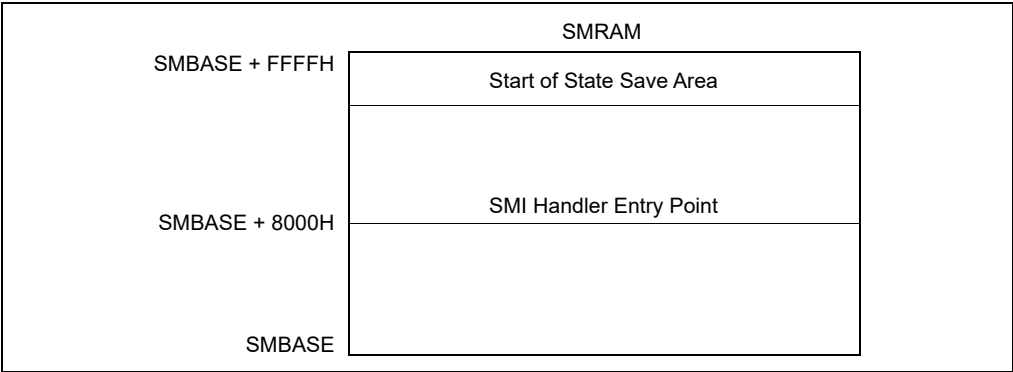 SMRAM
SMBASE + FFFFH
Start of State Save Area
SMI Handler Entry Point
SMBASE + 8000H
SMBASE